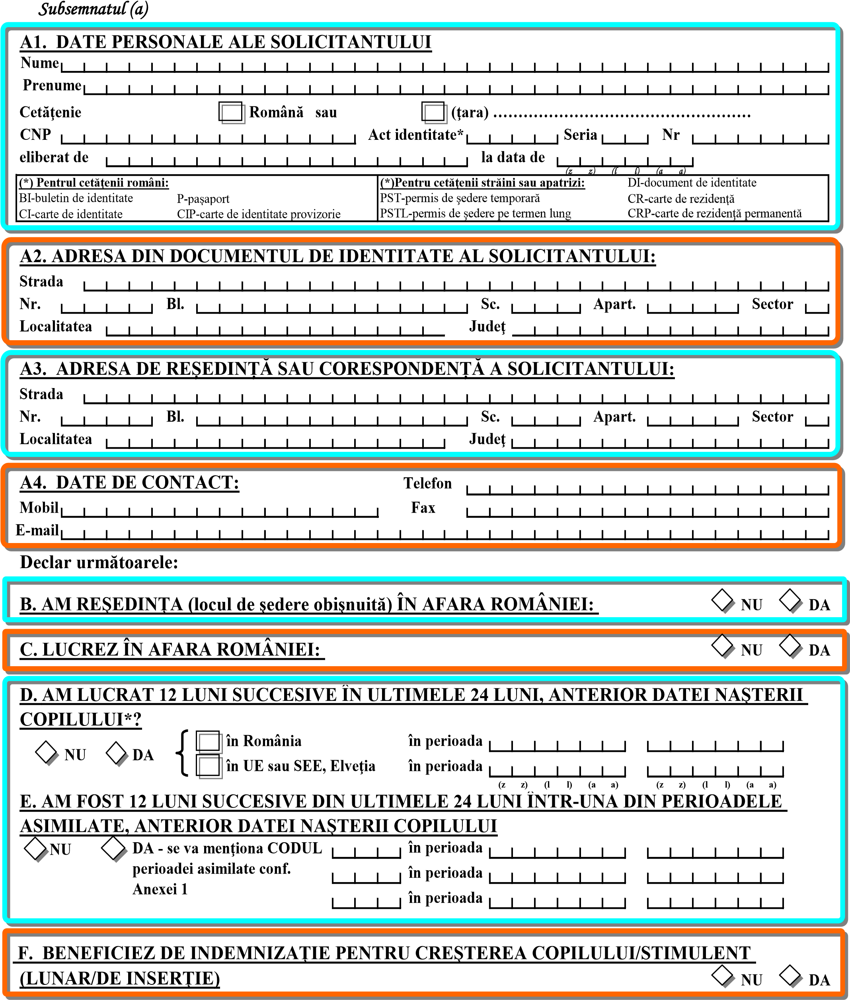 Subsemnatul (a)
A1. DATE PERSONALE ALE SOLICITANTULUI
Nume
Prenume
Cetăţenie Română sau (ţara) ...................................................
CNP Act identitate* Seria Nr
eliberat de la data de
(z z) (l l) (a a)
(*) Pentrul cetăţenii români: (*)Pentru cetăţenii străini sau apatrizi: DI-document de identitate
BI-buletin de identitate P-paşaport PST-permis de şedere temporară CR-carte de rezidenţă
CI-carte de identitate CIP-carte de identitate provizorie PSTL-permis de şedere pe termen lung CRP-carte de rezidenţă permanentă
A2. ADRESA DIN DOCUMENTUL DE IDENTITATE AL SOLICITANTULUI:
Strada
Nr. Bl. Sc. Apart. Sector
Localitatea Judeţ
A3. ADRESA DE REŞEDINŢĂ SAU CORESPONDENŢĂ A SOLICITANTULUI:
Strada
Nr. Bl. Sc. Apart. Sector
Localitatea Judeţ
A4. DATE DE CONTACT: Telefon
Mobil Fax
E-mail
Declar următoarele:
B. AM REŞEDINŢA (locul de şedere obişnuită) ÎN AFARA ROMÂNIEI: NU DA
C. LUCREZ ÎN AFARA ROMÂNIEI: NU DA
D. AM LUCRAT 12 LUNI SUCCESIVE ÎN ULTIMELE 24 LUNI, ANTERIOR DATEI NAŞTERII
COPILULUI*?
în România în perioada
NU DA
în UE sau SEE, Elveţia în perioada
(z z) (l l) (a a) (z z) (l l) (a a)
E. AM FOST 12 LUNI SUCCESIVE DIN ULTIMELE 24 LUNI ÎNTR-UNA DIN PERIOADELE
ASIMILATE, ANTERIOR DATEI NAŞTERII COPILULUI
NU DA - se va menţiona CODUL în perioada
perioadei asimilate conf. în perioada
Anexei 1
în perioada
F. BENEFICIEZ DE INDEMNIZAŢIE PENTRU CREŞTEREA COPILULUI/STIMULENT
(LUNAR/DE INSERŢIE) NU DA